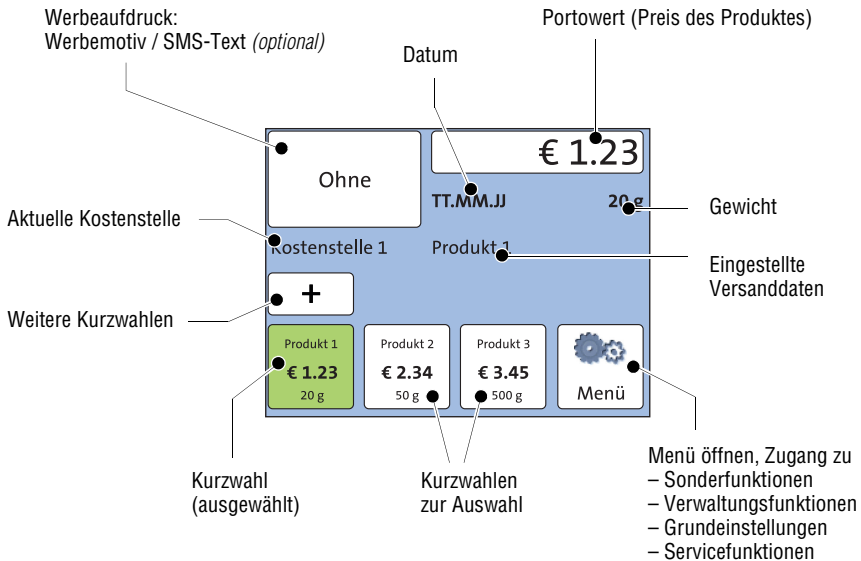 Werbeaufdruck:
Werbemotiv / SMS-Text (optional)
Portowert (Preis des Produktes)
Datum
Ohne
€ 1.23
TT.MM.JJ
20 g
Gewicht
Aktuelle Kostenstelle
Kostenstelle 1
Produkt 1
Eingestellte
Versanddaten
+
Weitere Kurzwahlen
Produkt 1
€ 1.23
20 g
Produkt 2
€ 2.34
50 g
Produkt 3
€ 3.45
500 g
Menü
Kurzwahl
(ausgewählt)
Kurzwahlen
zur Auswahl
Menü öffnen, Zugang zu
– Sonderfunktionen
– Verwaltungsfunktionen
– Grundeinstellungen
– Servicefunktionen